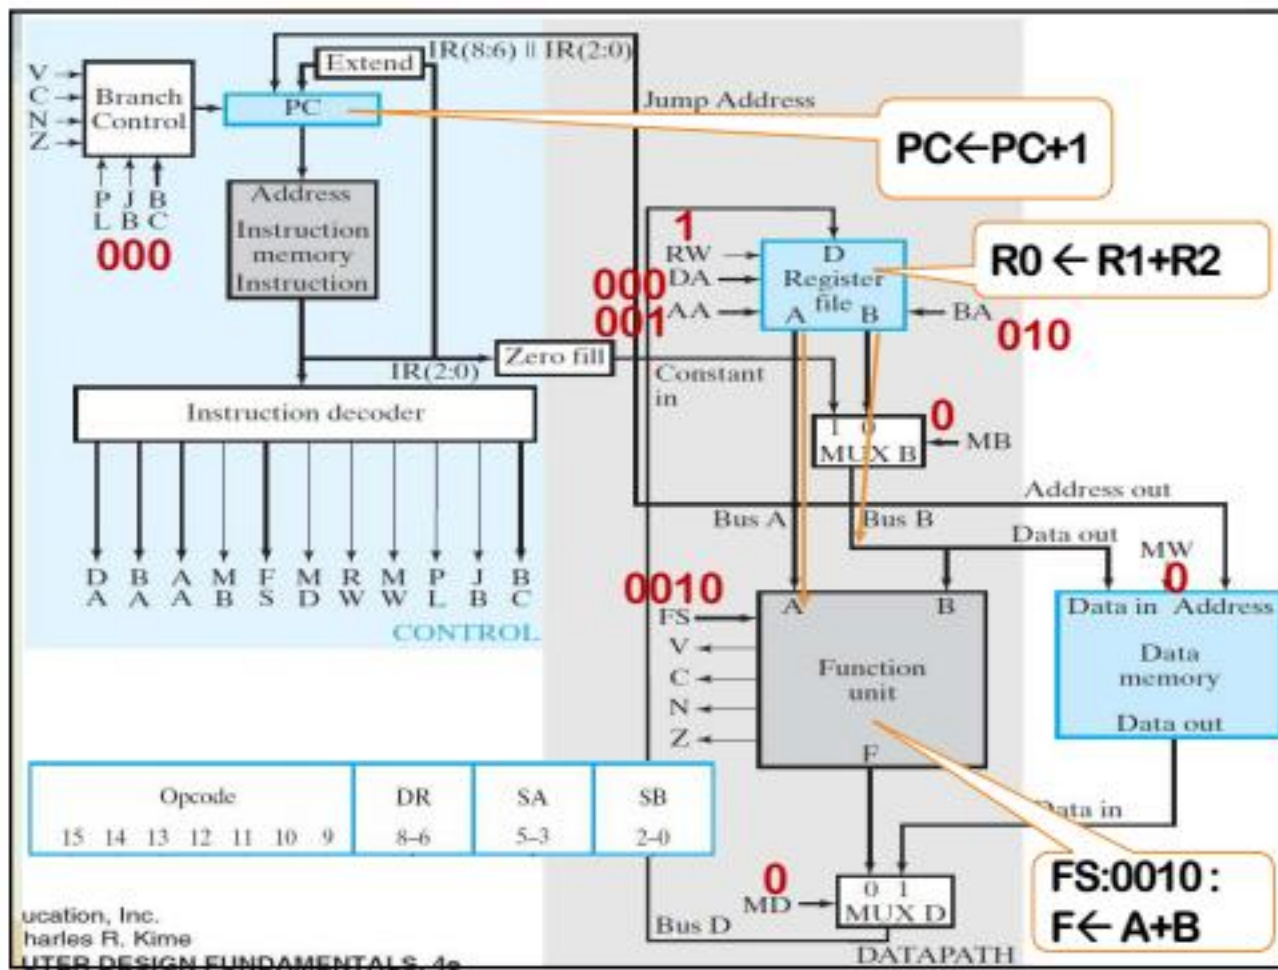 IR(8:6) || IR(2:0)
Extend
V
C
N
Z
Branch
Control
PC
Jump Address
PC←PC+1
P J B
L B C
000
Address
Instruction
memory
Instruction
1
RW
000
DA
001
AA
D
Register
file
A B
BA
010
R0 ← R1+R2
IR(2:0)
Zero fill
Constant
in
Instruction decoder
1 0
MUX B
0
MB
Address out
Bus A
Bus B
Data out
MW
0
D B A M F M R M P J B
A A A B S D W W L B C
CONTROL
0010
FS
V
C
N
Z
A B
Function
unit
F
Data in Address
Data
memory
Data out
Data in
Opcode DR SA SB
15 14 13 12 11 10 9 8–6 5–3 2–0
0
MD
0 1
MUX D
Bus D
DATAPATH
FS:0010 :
F← A+B
ucation, Inc.
harles R. Kime
UTER DESIGN FUNDAMENTALS, 4e